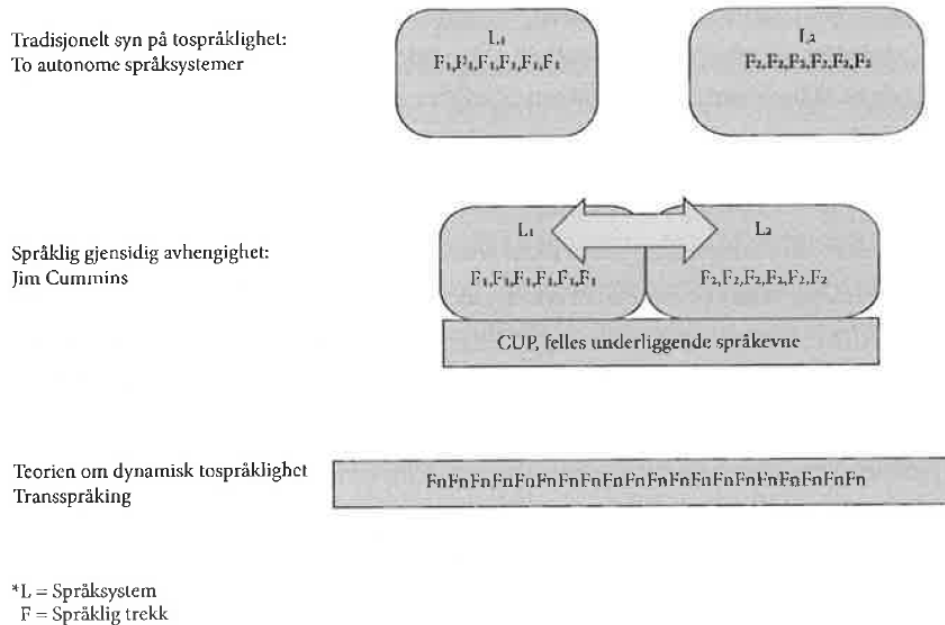 Tradisjonelt syn på tospråklighet:
To autonome språksystemer
L₁
F₁,F₁,F₁,F₁,F₁,F₁
L₂
F₂,F₂,F₂,F₂,F₂,F₂
Språklig gjensidig avhengighet:
Jim Cummins
L₁
F₁,F₁,F₁,F₁,F₁,F₁
L₂
F₂,F₂,F₂,F₂,F₂,F₂
CUP, felles underliggende språkevne
Teorien om dynamisk tospråklighet
Transspråking
FnFnFnFnFnFnFnFnFnFnFnFnFnFnFnFnFnFnFnFn
*L = Språksystem
F = Språklig trekk